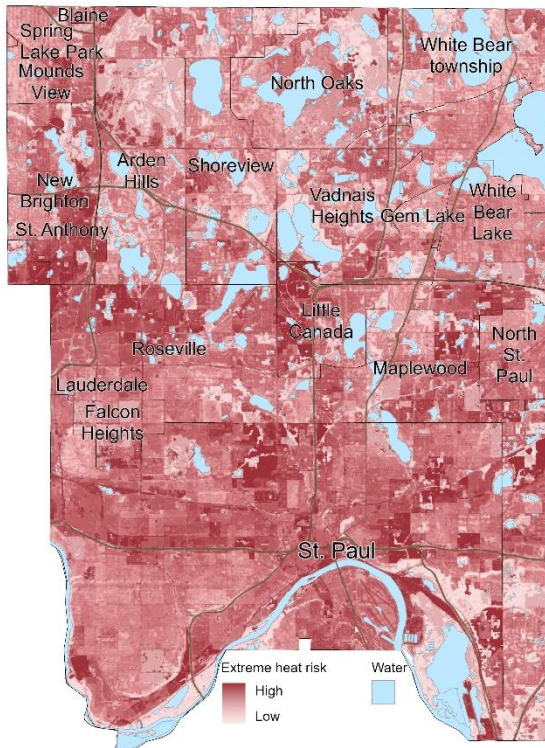 Blaine
Spring
Lake Park
Mounds
View
White Bear
township
North Oaks
Arden
Hills
Shoreview
New
Brighton
Vadnais
Heights
Gem Lake
White
Bear
Lake
St. Anthony
Little
Canada
Roseville
North
St.
Paul
Maplewood
Lauderdale
Falcon
Heights
St. Paul
Extreme heat risk
High
Low
Water